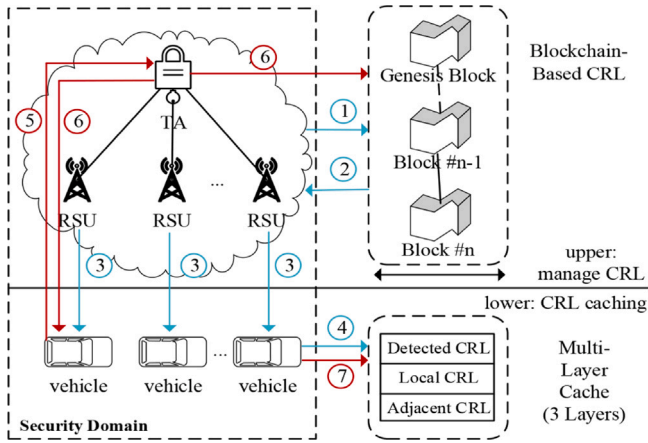 TA
RSU
RSU
...
RSU
5
6
6
1
2
3
3
3
Genesis Block
Block #n-1
Block #n
Blockchain-
Based CRL
upper:
manage CRL
lower: CRL caching
vehicle
vehicle
...
vehicle
4
7
Detected CRL
Local CRL
Adjacent CRL
Multi-
Layer
Cache
(3 Layers)
Security Domain